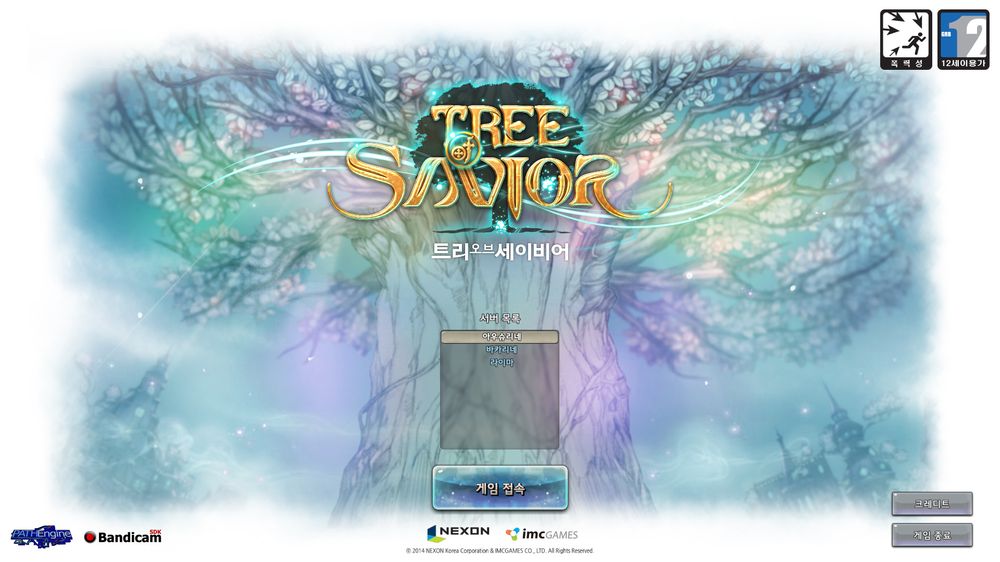 폭력성
GRB 12
12세이용가
TREE
of
SAVIOR
트리오브세이비어
서버 목록
아우슈리네
바카리네
라이마
게임 접속
크레디트
게임 종료
PATHEngine
Bandicam SDK
NEXON
imcGAMES
© 2014 NEXON Korea Corporation & IMCGAMES CO., LTD. All Rights Reserved.